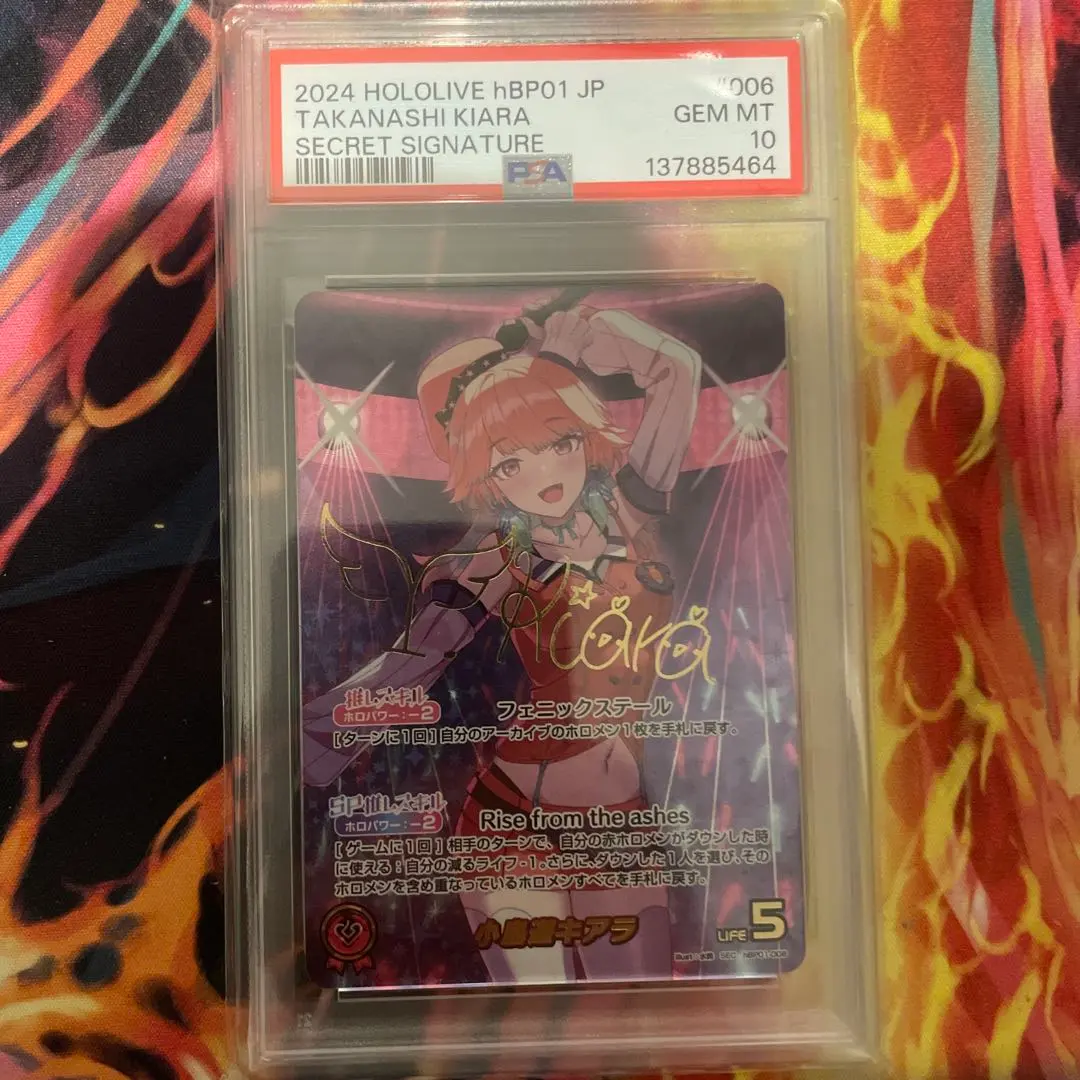 2024 HOLOLIVE hBP01 JP #006
TAKANASHI KIARA GEM MT
SECRET SIGNATURE 10
PSA 137885464
Kiara
推しスキル
ホロパワー:-2
フェニックステール
[ターンに1回]自分のアーカイブのホロメン1枚を手札に戻す。
SP推しスキル
ホロパワー:-2
Rise from the ashes
[ゲームに1回]相手のターンで、自分の赤ホロメンがダウンした時
に使える:自分の減るライフ-1。さらに、ダウンした1人を選び、その
ホロメンを含め重なっているホロメンすべてを手札に戻す。
小鳥遊キアラ
LIFE 5
SEC hBP01-006